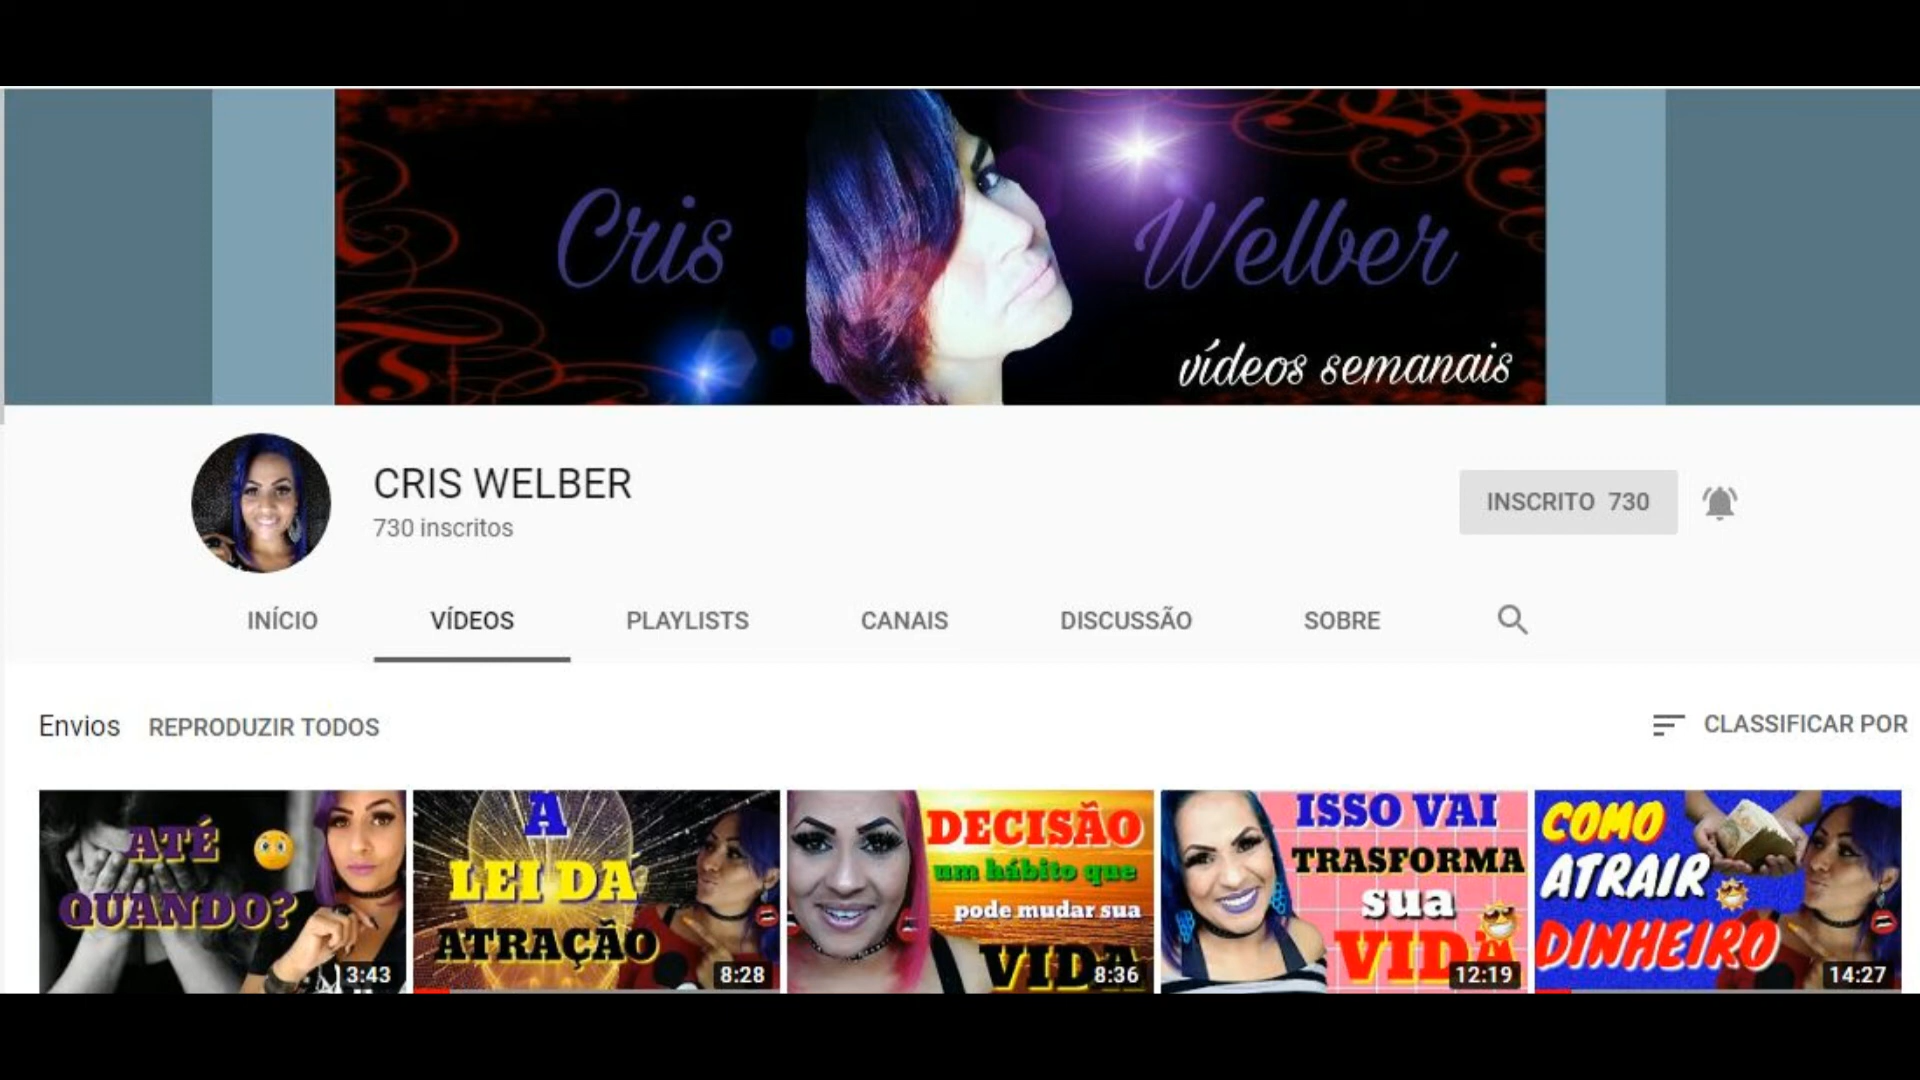 Cris Welber
vídeos semanais
CRIS WELBER
730 inscritos
INSCRITO 730
INÍCIO VÍDEOS PLAYLISTS CANAIS DISCUSSÃO SOBRE
Envios REPRODUZIR TODOS
CLASSIFICAR POR
ATÉ
QUANDO?
3:43
A
LEI DA
ATRAÇÃO
8:28
DECISÃO
um hábito que
pode mudar sua
VIDA
8:36
ISSO VAI
TRASFORMA
sua
VIDA
12:19
COMO
ATRAIR
DINHEIRO
14:27